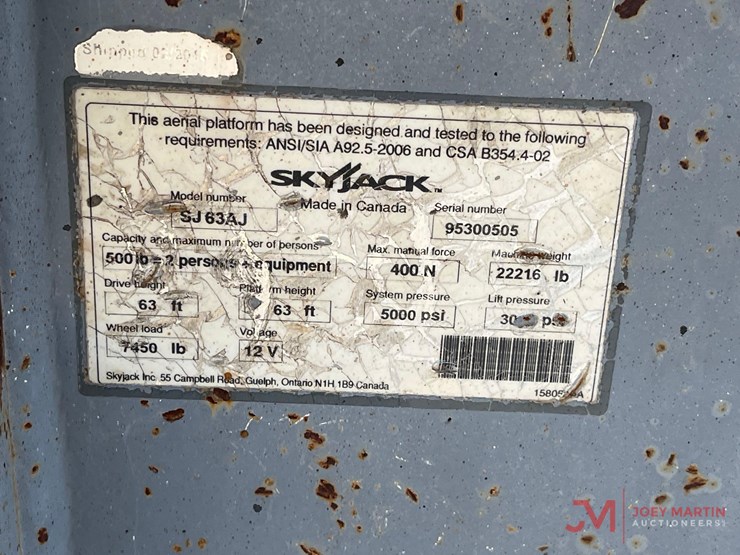 Shipped
This aerial platform has been designed and tested to the following
requirements: ANSI/SIA A92.5-2006 and CSA B354.4-02
SKYJACK™
Made in Canada
Model number
SJ 63AJ
Serial number
95300505
Capacity and maximum number of persons
500 lb = 2 persons + equipment
Max. manual force
400 N
Machine weight
22216 lb
Drive height
63 ft
Platform height
63 ft
System pressure
5000 psi
Lift pressure
psi
Wheel load
7450 lb
Voltage
12 V
Skyjack Inc. 55 Campbell Road, Guelph, Ontario N1H 1B9 Canada
JM JOEY MARTIN
AUCTIONEERS